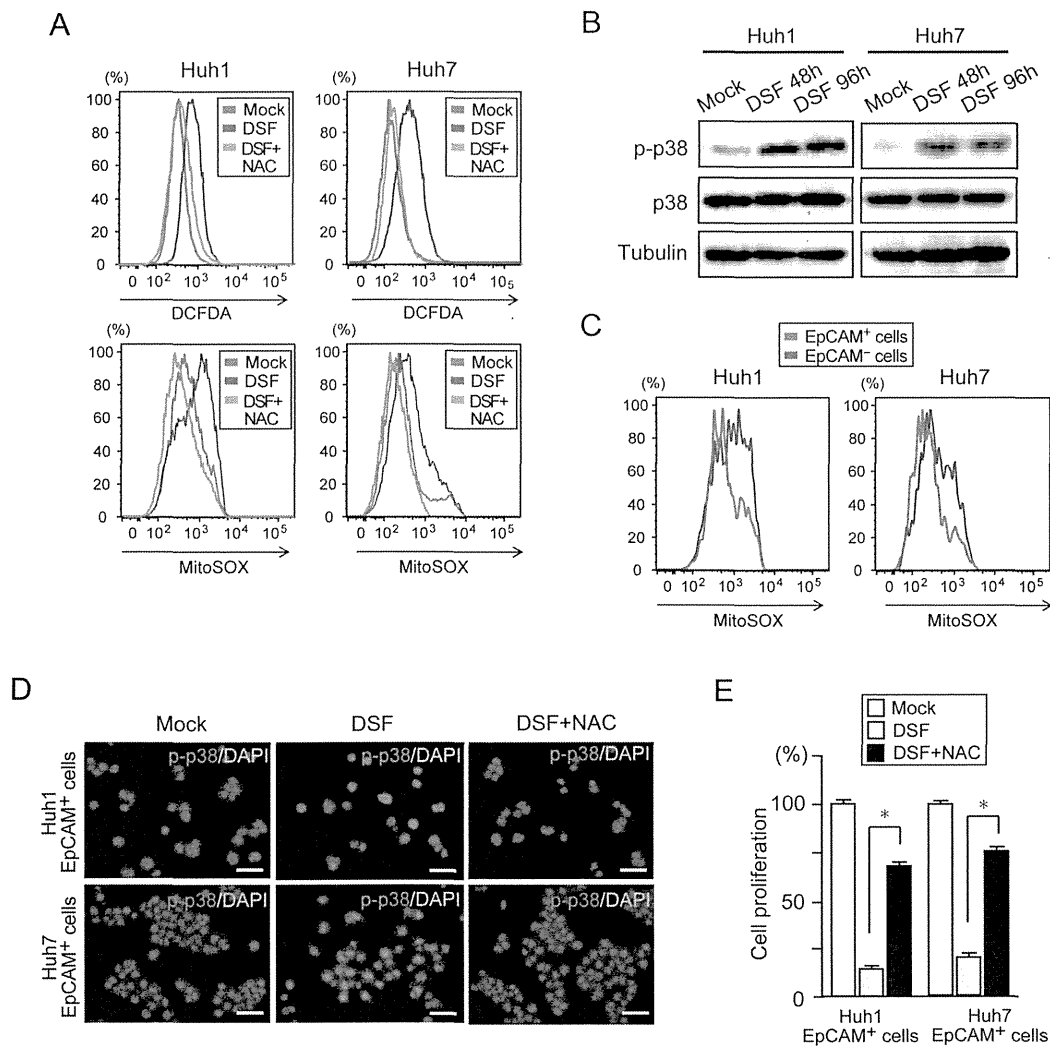 A
Huh1
Huh7
(%)
(%)
100
80
60
40
20
0
Mock
DSF
DSF+
NAC
0 10² 10³ 10⁴ 10⁵
DCFDA
100
80
60
40
20
0
Mock
DSF
DSF+
NAC
0 10² 10³ 10⁴ 10⁵
DCFDA
(%)
(%)
100
80
60
40
20
0
Mock
DSF
DSF+
NAC
0 10² 10³ 10⁴ 10⁵
MitoSOX
100
80
60
40
20
0
Mock
DSF
DSF+
NAC
0 10² 10³ 10⁴ 10⁵
MitoSOX
B
Huh1
Huh7
Mock DSF 48h DSF 96h
Mock DSF 48h DSF 96h
p-p38
p38
Tubulin
C
EpCAM⁺ cells
EpCAM⁻ cells
(%)
Huh1
100
80
60
40
20
0
0 10² 10³ 10⁴ 10⁵
MitoSOX
(%)
Huh7
100
80
60
40
20
0
0 10² 10³ 10⁴ 10⁵
MitoSOX
D
Mock
DSF
DSF+NAC
Huh1
EpCAM⁺ cells
p-p38/DAPI
p-p38/DAPI
p-p38/DAPI
Huh7
EpCAM⁺ cells
p-p38/DAPI
p-p38/DAPI
p-p38/DAPI
E
Mock
DSF
DSF+NAC
(%)
Cell proliferation
100
50
0
*
*
Huh1
EpCAM⁺ cells
Huh7
EpCAM⁺ cells